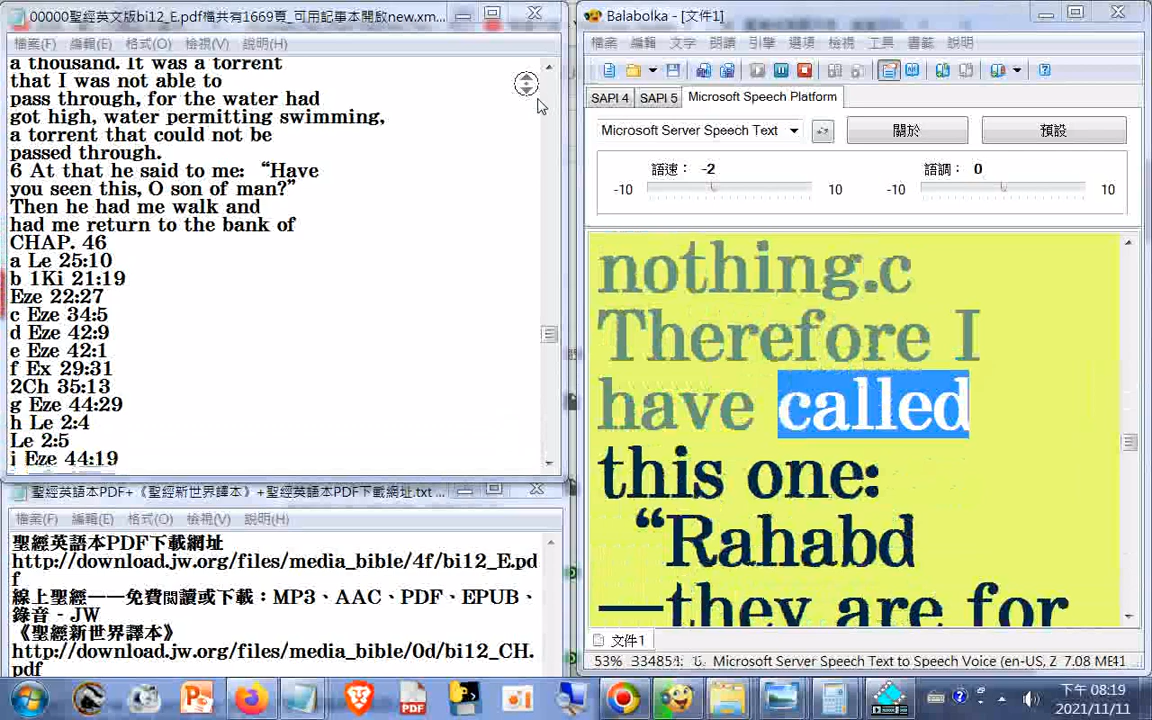 00000聖經英文版bi12_E.pdf檔共有1669頁_可用記事本開啟new.xm...
檔案(F) 編輯(E) 格式(O) 檢視(V) 說明(H)
a thousand. It was a torrent
that I was not able to
pass through, for the water had
got high, water permitting swimming,
a torrent that could not be
passed through.
6 At that he said to me: “Have
you seen this, O son of man?”
Then he had me walk and
had me return to the bank of
CHAP. 46
a Le 25:10
b 1Ki 21:19
Eze 22:27
c Eze 34:5
d Eze 42:9
e Eze 42:1
f Ex 29:31
2Ch 35:13
g Eze 44:29
h Le 2:4
Le 2:5
i Eze 44:19
聖經英語本PDF+《聖經新世界譯本》+聖經英語本PDF下載網址.txt ...
檔案(F) 編輯(E) 格式(O) 檢視(V) 說明(H)
聖經英語本PDF下載網址
http://download.jw.org/files/media_bible/4f/bi12_E.pd
f
線上聖經——免費閱讀或下載：MP3、AAC、PDF、EPUB、
錄音 - JW
《聖經新世界譯本》
http://download.jw.org/files/media_bible/0d/bi12_CH.
pdf
Balabolka - [文件1]
檔案 編輯 文字 朗讀 引擎 選項 檢視 工具 書籤 說明
SAPI 4 SAPI 5 Microsoft Speech Platform
Microsoft Server Speech Text 關於 預設
語速: -2 語調: 0
-10 10 -10 10
nothing.c
Therefore I
have called
this one:
“Rahabd
—they are for
文件1
53% Microsoft Server Speech Text to Speech Voice (en-US, Z 7.08 ME
下午 08:19
2021/11/11